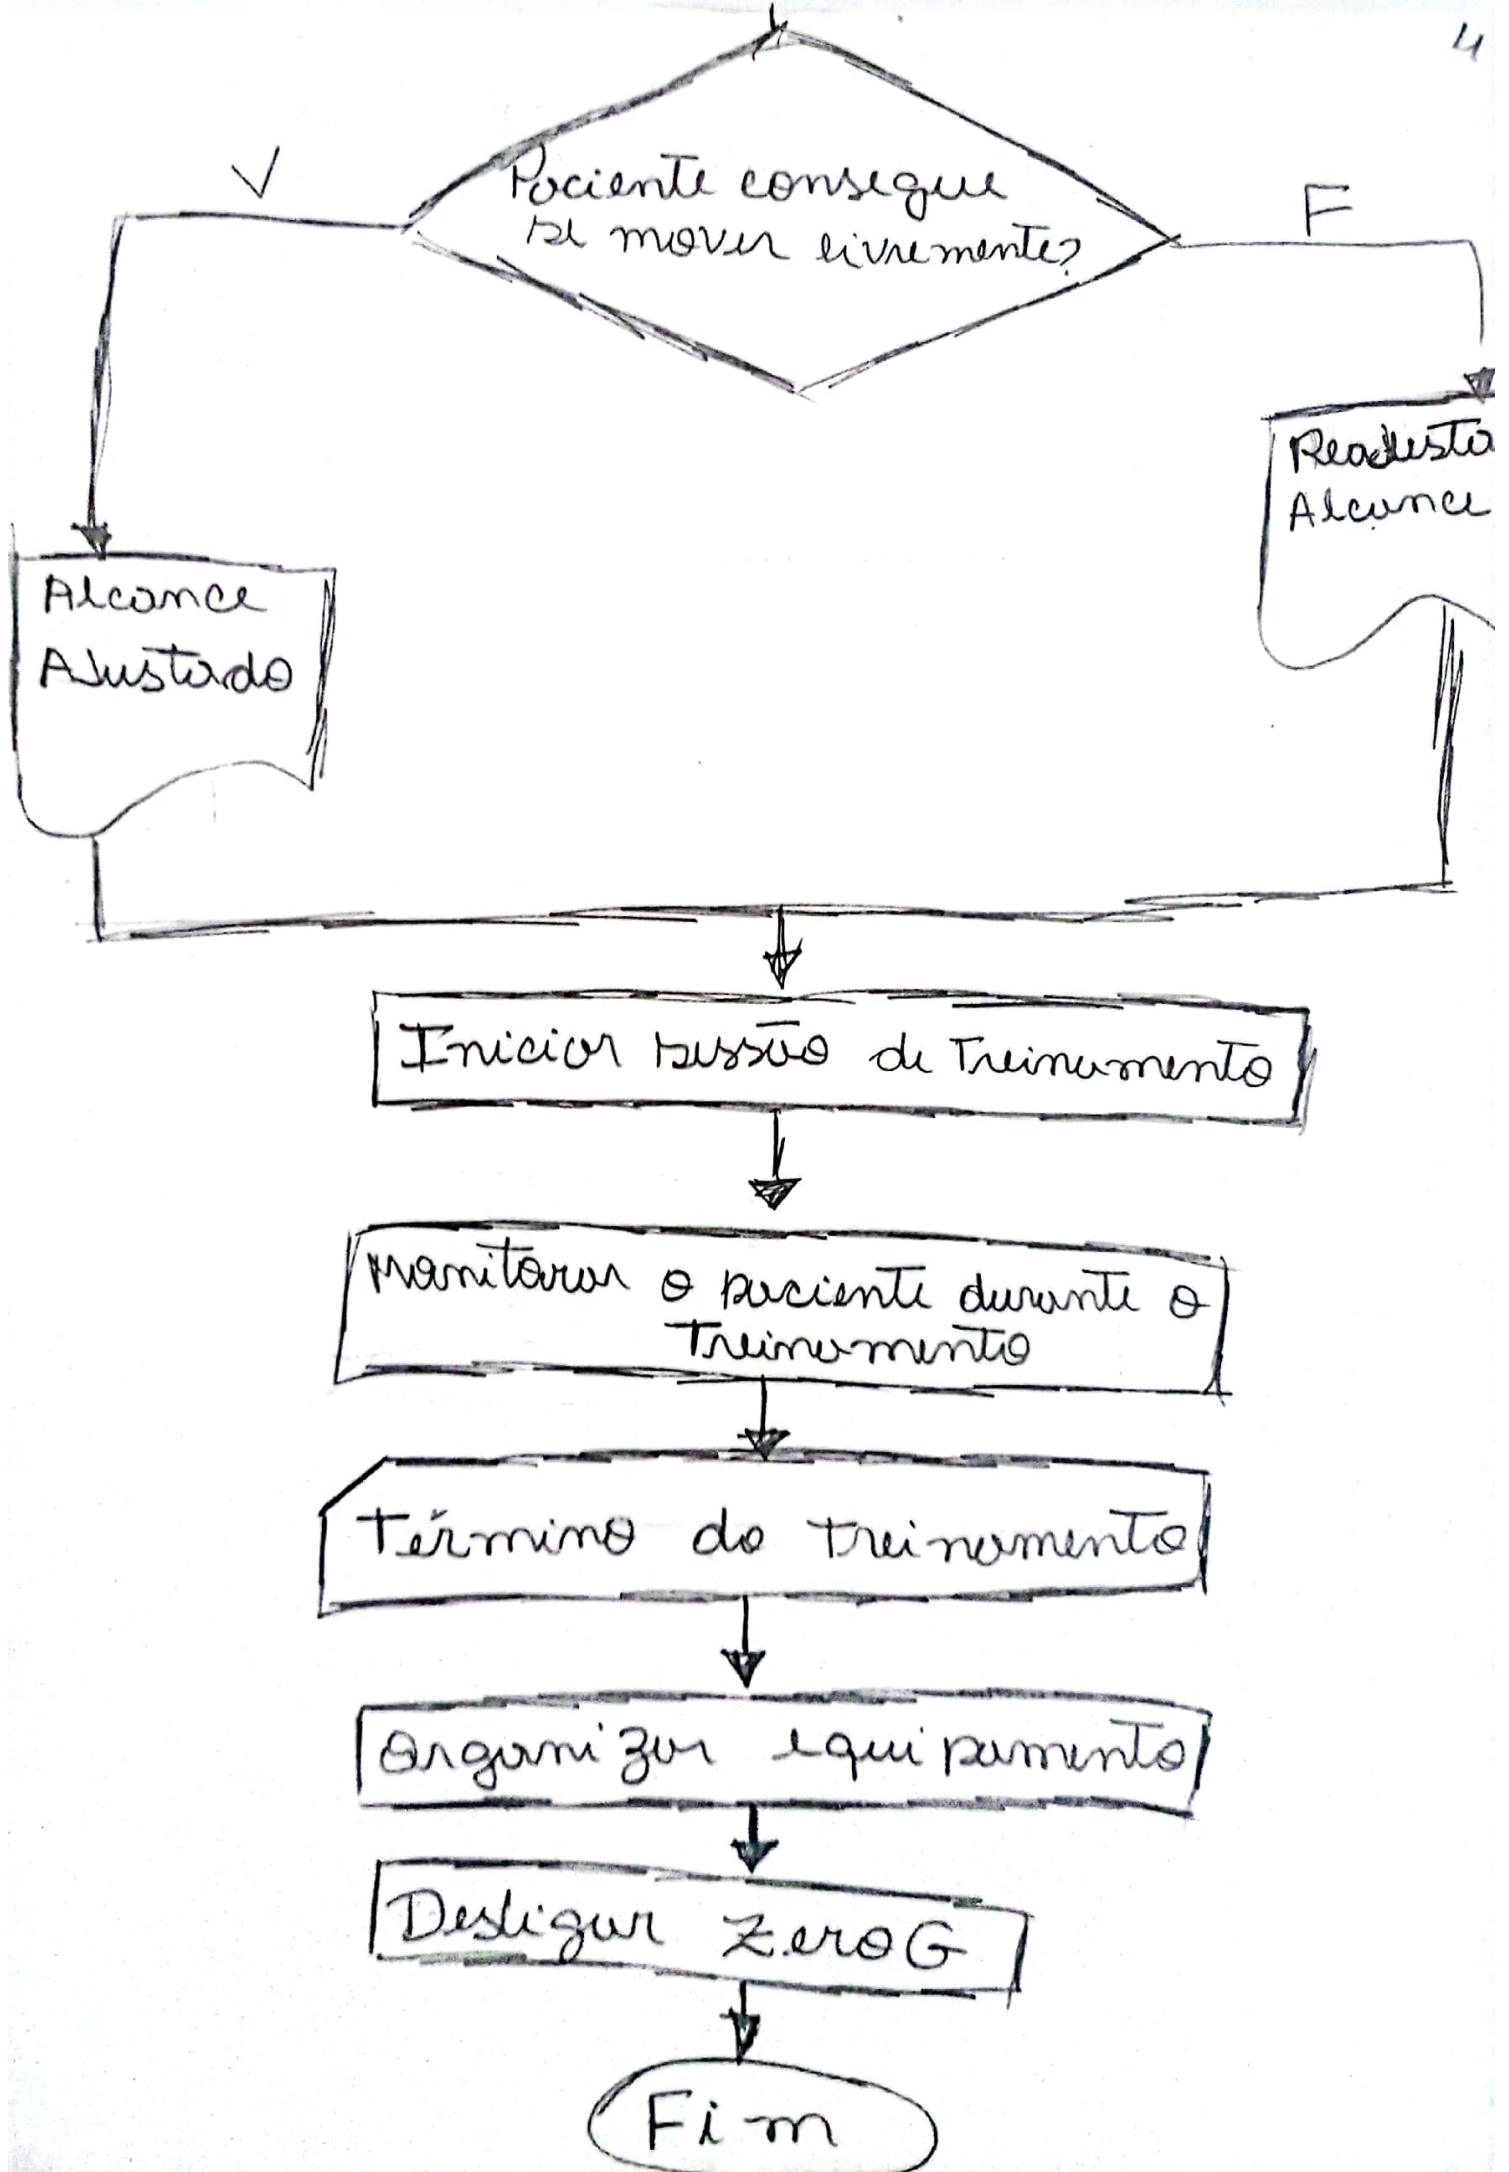 4
Paciente consegue
se mover livremente?
V
F
Alcance
Ajustado
Alcance
Iniciar sessão de Treinamento
Monitorar o paciente durante o
Treinamento
Término do treinamento
Organizar equipamento
Desligar ZeroG
Fim